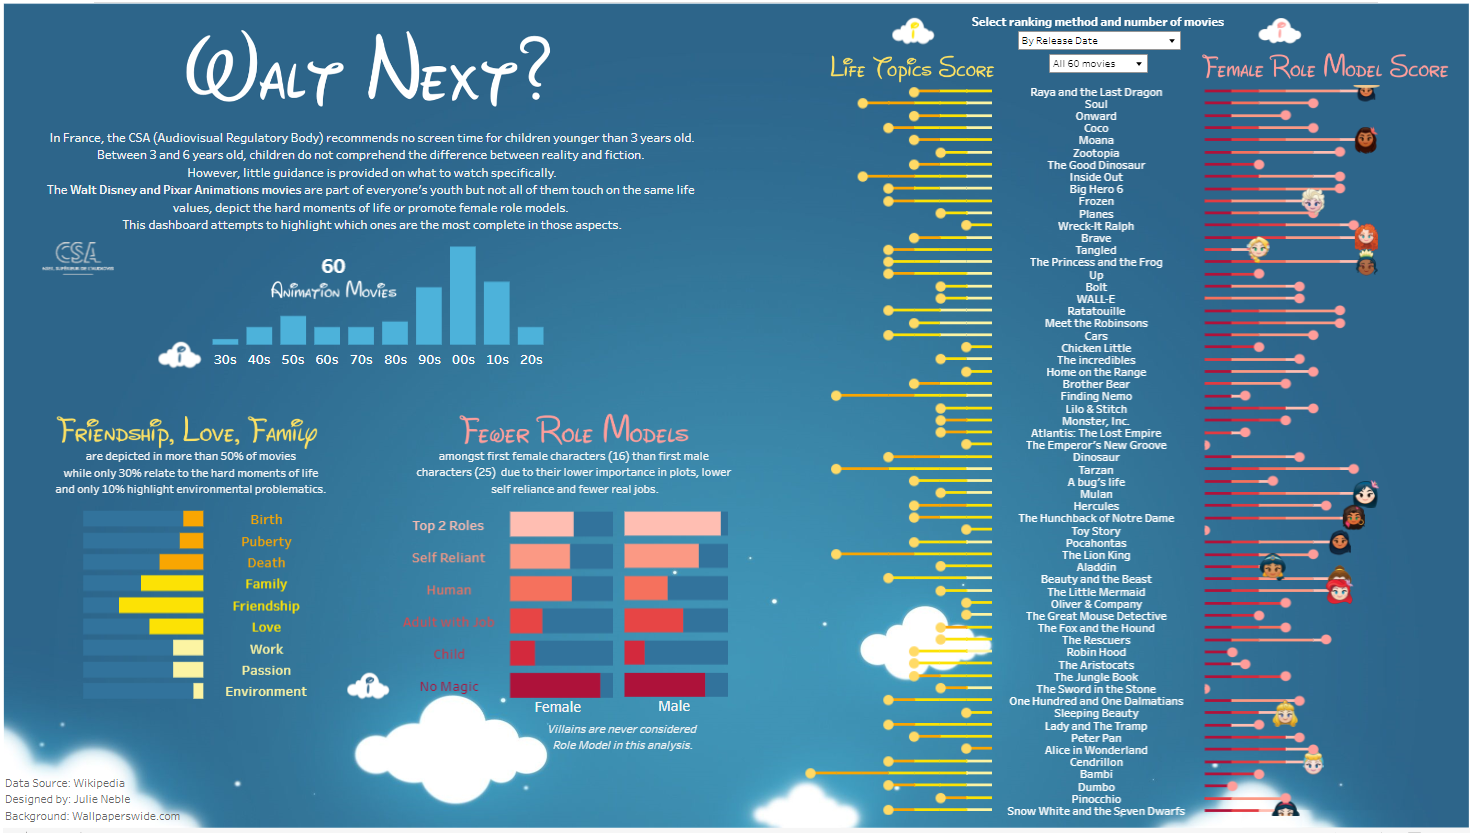 Walt Next?
In France, the CSA (Audiovisual Regulatory Body) recommends no screen time for children younger than 3 years old.
Between 3 and 6 years old, children do not comprehend the difference between reality and fiction.
However, little guidance is provided on what to watch specifically.
The Walt Disney and Pixar Animations movies are part of everyone's youth but not all of them touch on the same life
values, depict the hard moments of life or promote female role models.
This dashboard attempts to highlight which ones are the most complete in those aspects.
CSA
60
Animation Movies
30s 40s 50s 60s 70s 80s 90s 00s 10s 20s
Friendship, Love, Family
are depicted in more than 50% of movies
while only 30% relate to the hard moments of life
and only 10% highlight environmental problematics.
Birth
Puberty
Death
Family
Friendship
Love
Work
Passion
Environment
Fewer Role Models
amongst first female characters (16) than first male
characters (25) due to their lower importance in plots, lower
self reliance and fewer real jobs.
Top 2 Roles
Self Reliant
Human
Adult with Job
Child
No Magic
Female Male
Villains are never considered
Role Model in this analysis.
Data Source: Wikipedia
Designed by: Julie Neble
Background: Wallpaperswide.com
Select ranking method and number of movies
By Release Date
All 60 movies
Life Topics Score
Female Role Model Score
Raya and the Last Dragon
Soul
Onward
Coco
Moana
Zootopia
The Good Dinosaur
Inside Out
Big Hero 6
Frozen
Planes
Wreck-It Ralph
Brave
Tangled
The Princess and the Frog
Up
Bolt
WALL-E
Ratatouille
Meet the Robinsons
Cars
Chicken Little
The incredibles
Home on the Range
Brother Bear
Finding Nemo
Lilo & Stitch
Monster, Inc.
Atlantis: The Lost Empire
The Emperor's New Groove
Dinosaur
Tarzan
A bug's life
Mulan
Hercules
The Hunchback of Notre Dame
Toy Story
Pocahontas
The Lion King
Aladdin
Beauty and the Beast
The Little Mermaid
Oliver & Company
The Great Mouse Detective
The Fox and the Hound
The Rescuers
Robin Hood
The Aristocats
The Jungle Book
The Sword in the Stone
One Hundred and One Dalmatians
Sleeping Beauty
Lady and The Tramp
Peter Pan
Alice in Wonderland
Cendrillon
Bambi
Dumbo
Pinocchio
Snow White and the Seven Dwarfs